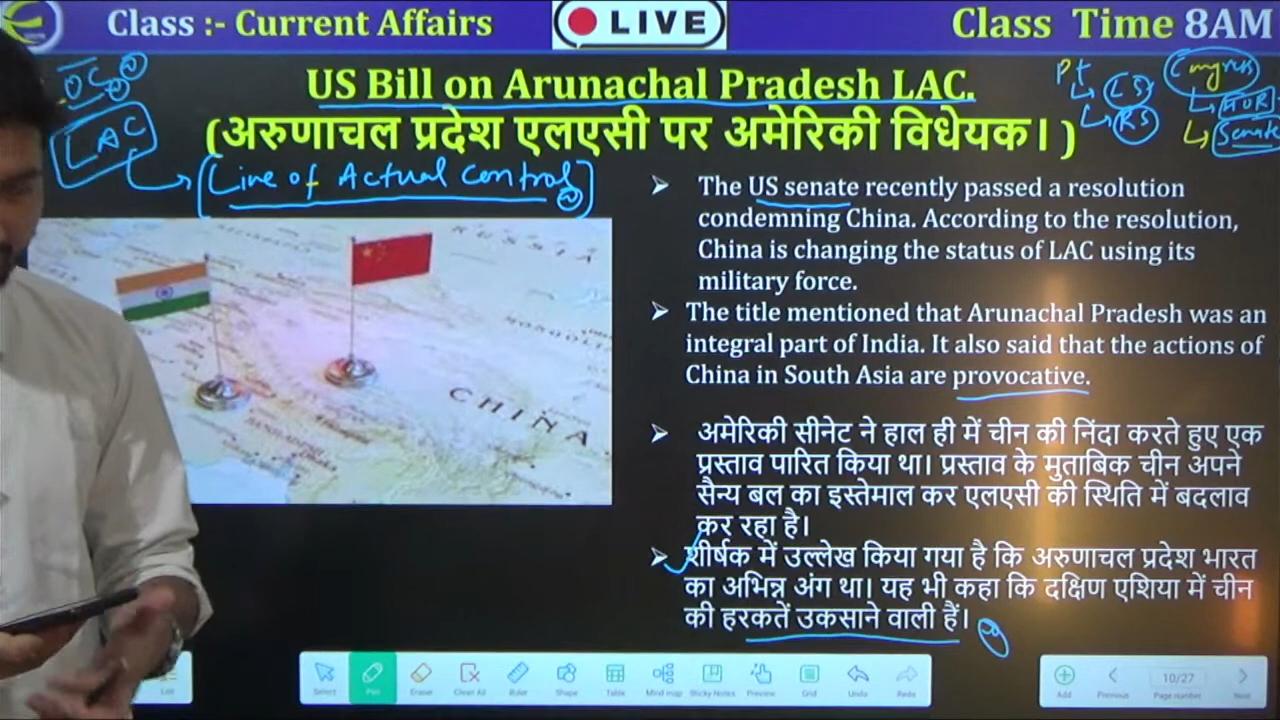 Class :- Current Affairs
LIVE
Class Time 8AM
US Bill on Arunachal Pradesh LAC.
(अरुणाचल प्रदेश एलएसी पर अमेरिकी विधेयक। )
LAC
Line of Actual Control
LS
RS
Congress
HOR
Senate
The US senate recently passed a resolution
condemning China. According to the resolution,
China is changing the status of LAC using its
military force.
The title mentioned that Arunachal Pradesh was an
integral part of India. It also said that the actions of
China in South Asia are provocative.
अमेरिकी सीनेट ने हाल ही में चीन की निंदा करते हुए एक
प्रस्ताव पारित किया था। प्रस्ताव के मुताबिक चीन अपने
सैन्य बल का इस्तेमाल कर एलएसी की स्थिति में बदलाव
कर रहा है।
शीर्षक में उल्लेख किया गया है कि अरुणाचल प्रदेश भारत
का अभिन्न अंग था। यह भी कहा कि दक्षिण एशिया में चीन
की हरकतें उकसाने वाली हैं।
RUSSIA
CHINA
Select
Pen
Eraser
Clean All
Ruler
Shape
Table
Mind map
Sticky Notes
Preview
Grid
Undo
Redo
Add
Previous
10/27
Page number
Next